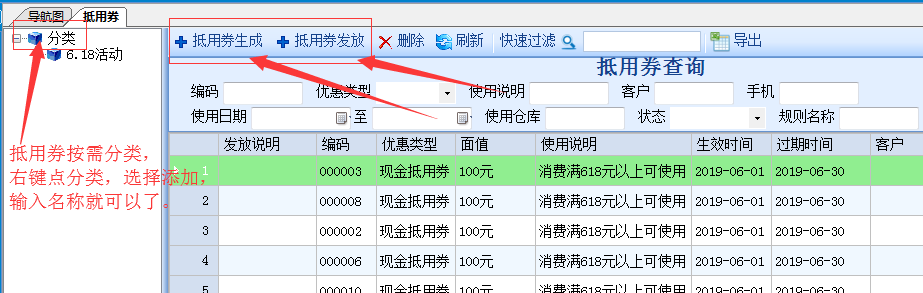 导航图 抵用券
分类
6.18活动
抵用券生成 抵用券发放 删除 刷新 快速过滤 导出
抵用券查询
编码 优惠类型 使用说明 客户 手机
使用日期 至 使用仓库 状态 规则名称
发放说明 编码 优惠类型 面值 使用说明 生效时间 过期时间 客户
1 000003 现金抵用券 100元 消费满618元以上可使用 2019-06-01 2019-06-30
2 000008 现金抵用券 100元 消费满618元以上可使用 2019-06-01 2019-06-30
3 000002 现金抵用券 100元 消费满618元以上可使用 2019-06-01 2019-06-30
4 000006 现金抵用券 100元 消费满618元以上可使用 2019-06-01 2019-06-30
5 000010 现金抵用券 100元 消费满618元以上可使用 2019-06-01 2019-06-30
抵用券按需分类，
右键点分类，选择添加，
输入名称就可以了。